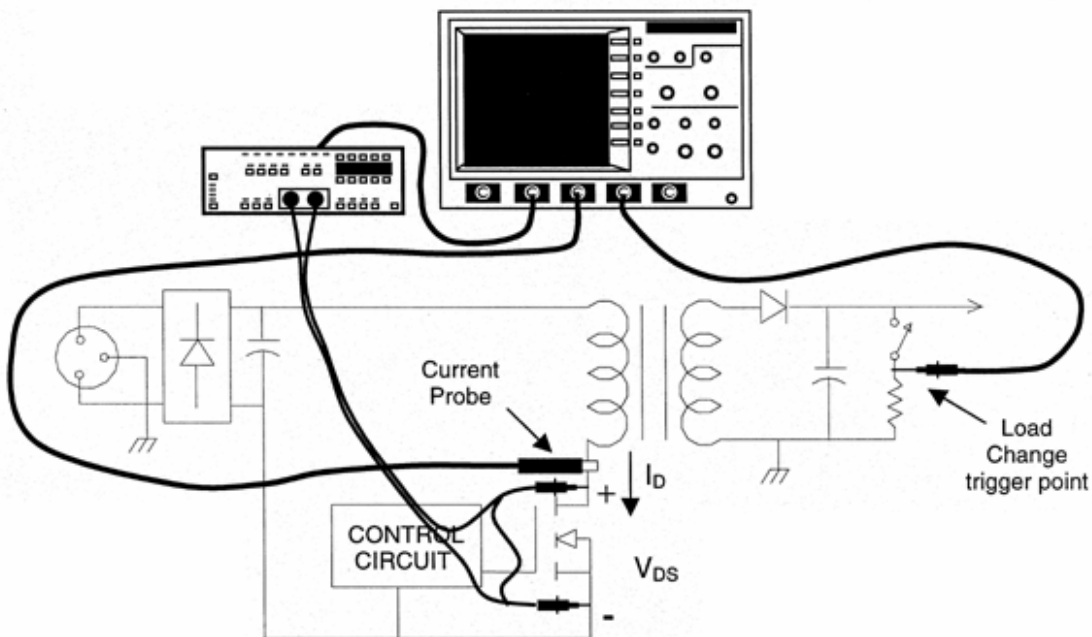 Current
Probe
I_D
+
CONTROL
CIRCUIT
V_DS
-
Load
Change
trigger point